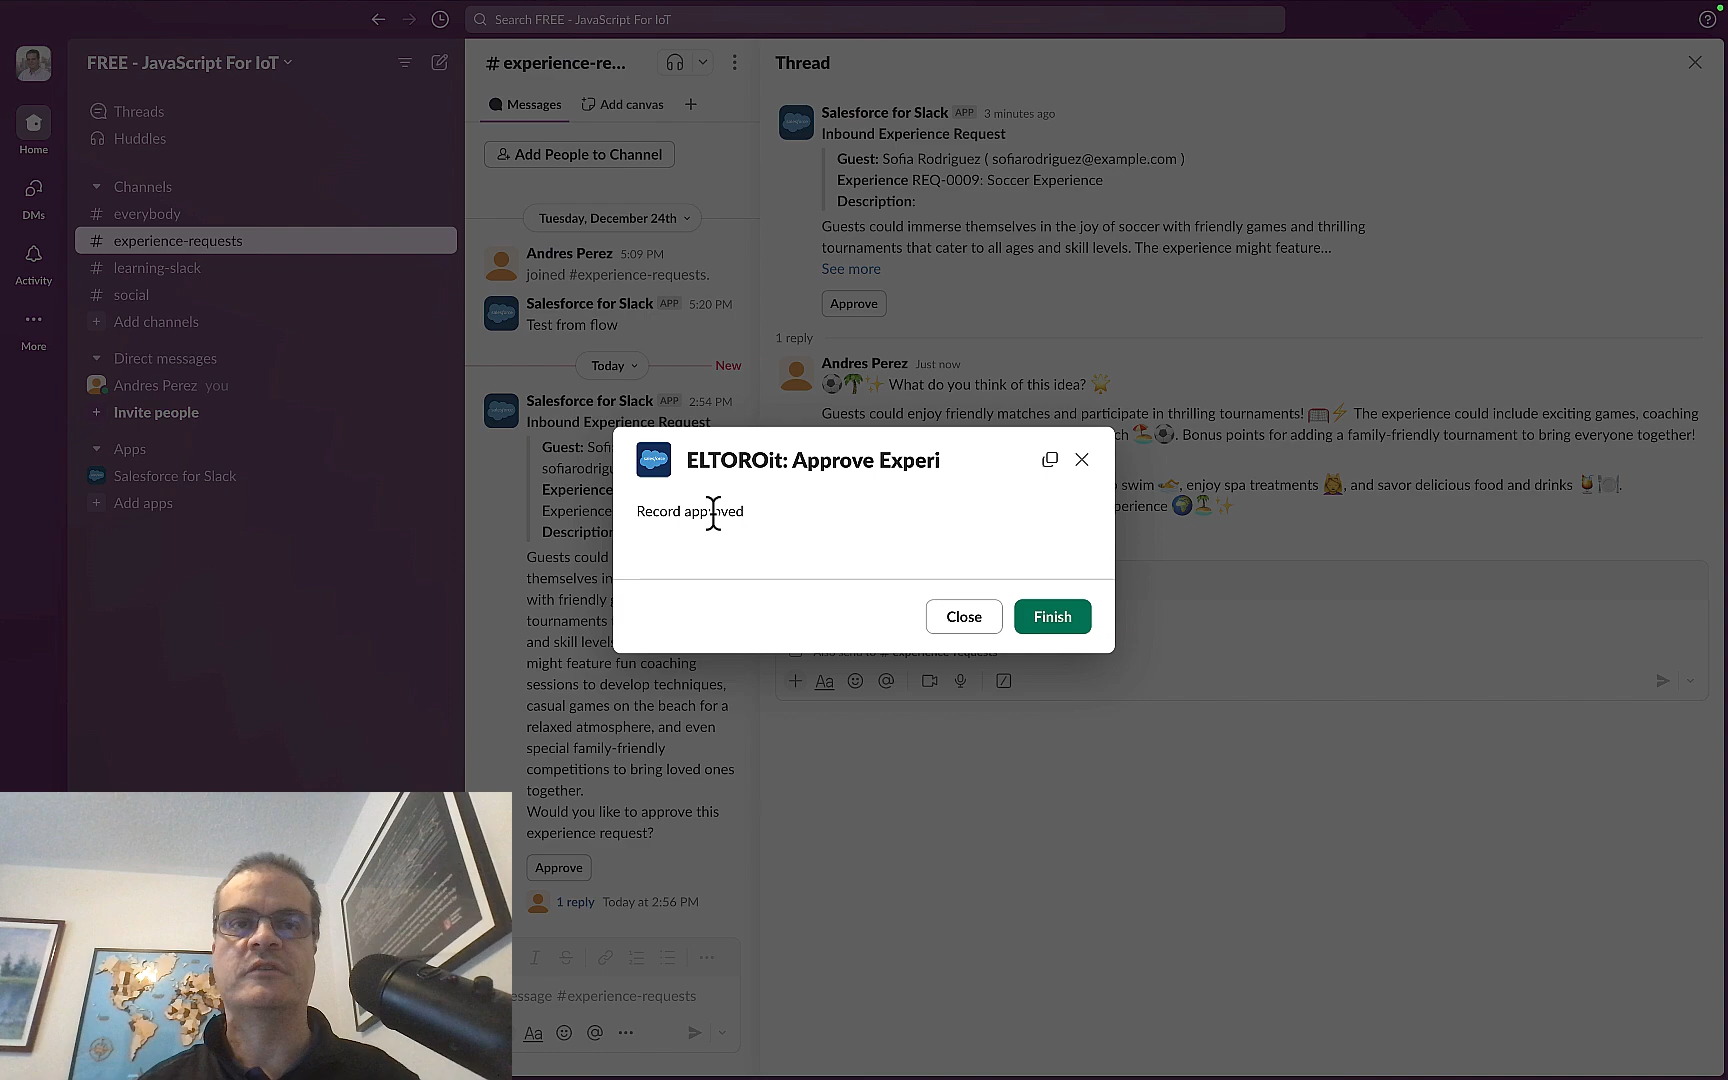 Search FREE - JavaScript For IoT
FREE - JavaScript For IoT
Home
DMs
Activity
More
Threads
Huddles
Channels
# everybody
# experience-requests
# learning-slack
# social
+ Add channels
Direct messages
Andres Perez you
+ Invite people
Apps
Salesforce for Slack
+ Add apps
# experience-re...
Messages
Add canvas
Add People to Channel
Tuesday, December 24th
Andres Perez 5:09 PM
joined #experience-requests.
Salesforce for Slack APP 5:20 PM
Test from flow
Today
New
Salesforce for Slack APP 2:54 PM
Inbound Experience Request
Guest: Sofi
sofiarodrigu
Experience
Experience
Description
Guests could
themselves in
with friendly
tournaments
and skill levels
might feature fun coaching
sessions to develop techniques,
casual games on the beach for a
relaxed atmosphere, and even
special family-friendly
competitions to bring loved ones
together.
Would you like to approve this
experience request?
Approve
1 reply Today at 2:56 PM
essage #experience-requests
Aa
Thread
Salesforce for Slack APP 3 minutes ago
Inbound Experience Request
Guest: Sofia Rodriguez ( sofiarodriguez@example.com )
Experience REQ-0009: Soccer Experience
Description:
Guests could immerse themselves in the joy of soccer with friendly games and thrilling
tournaments that cater to all ages and skill levels. The experience might feature...
See more
Approve
1 reply
Andres Perez Just now
⚽🌴✨ What do you think of this idea? 🌟
Guests could enjoy friendly matches and participate in thrilling tournaments! 🥅⚡ The experience could include exciting games, coaching
ch 🏖️⚽. Bonus points for adding a family-friendly tournament to bring everyone together!
swim 🏊, enjoy spa treatments 💆, and savor delicious food and drinks 🍹🍽️.
perience 🌍🏝️✨
Also send to # experience-requests
Aa
ELTOROit: Approve Experi
Record approved
Close
Finish